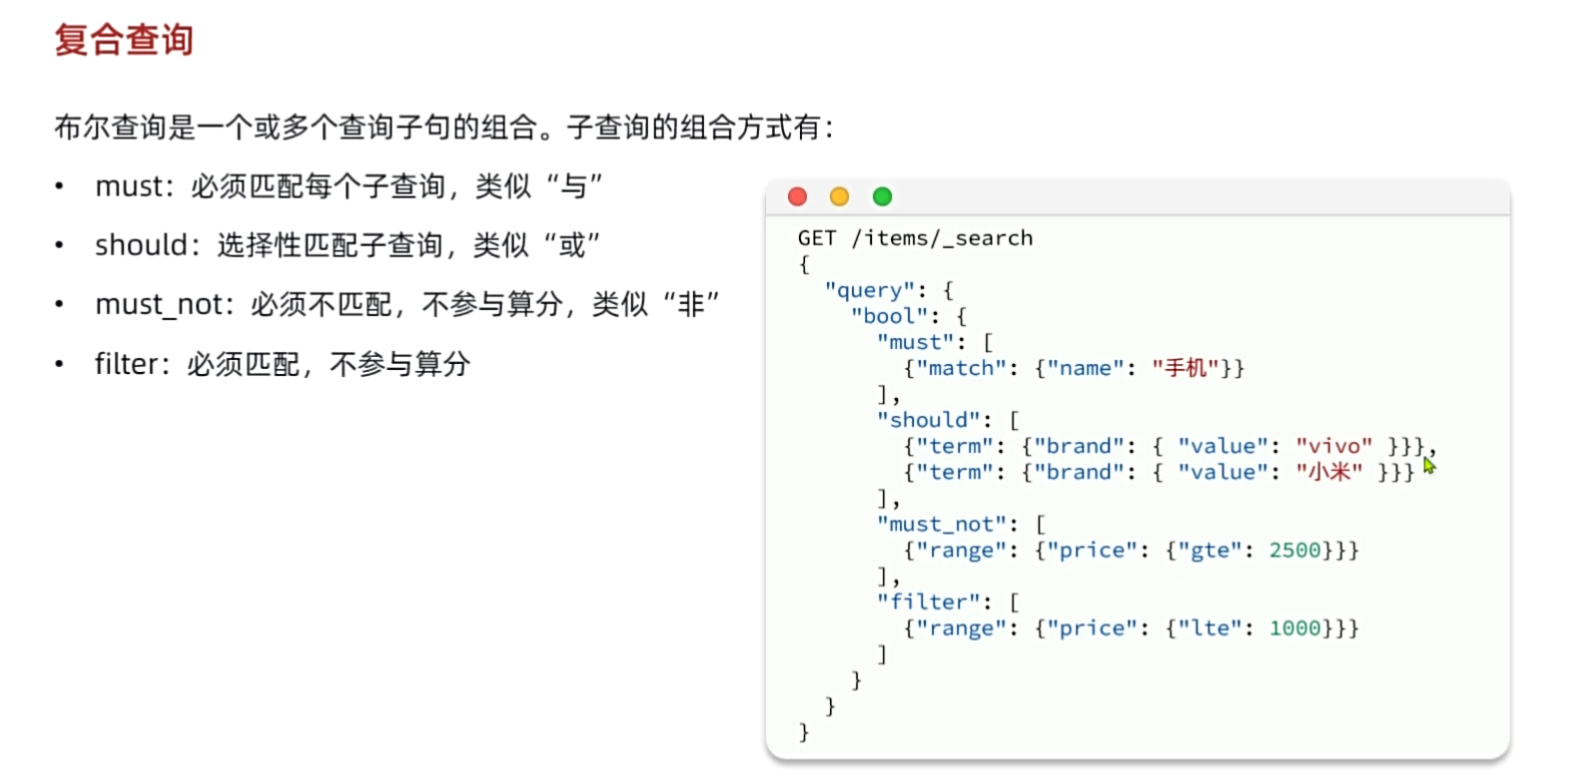 复合查询
布尔查询是一个或多个查询子句的组合。子查询的组合方式有：
• must：必须匹配每个子查询，类似“与”
• should：选择性匹配子查询，类似“或”
• must_not：必须不匹配，不参与算分，类似“非”
• filter：必须匹配，不参与算分
GET /items/_search
{
  "query": {
    "bool": {
      "must": [
        {"match": {"name": "手机"}}
      ],
      "should": [
        {"term": {"brand": { "value": "vivo" }}},
        {"term": {"brand": { "value": "小米" }}}
      ],
      "must_not": [
        {"range": {"price": {"gte": 2500}}}
      ],
      "filter": [
        {"range": {"price": {"lte": 1000}}}
      ]
    }
  }
}